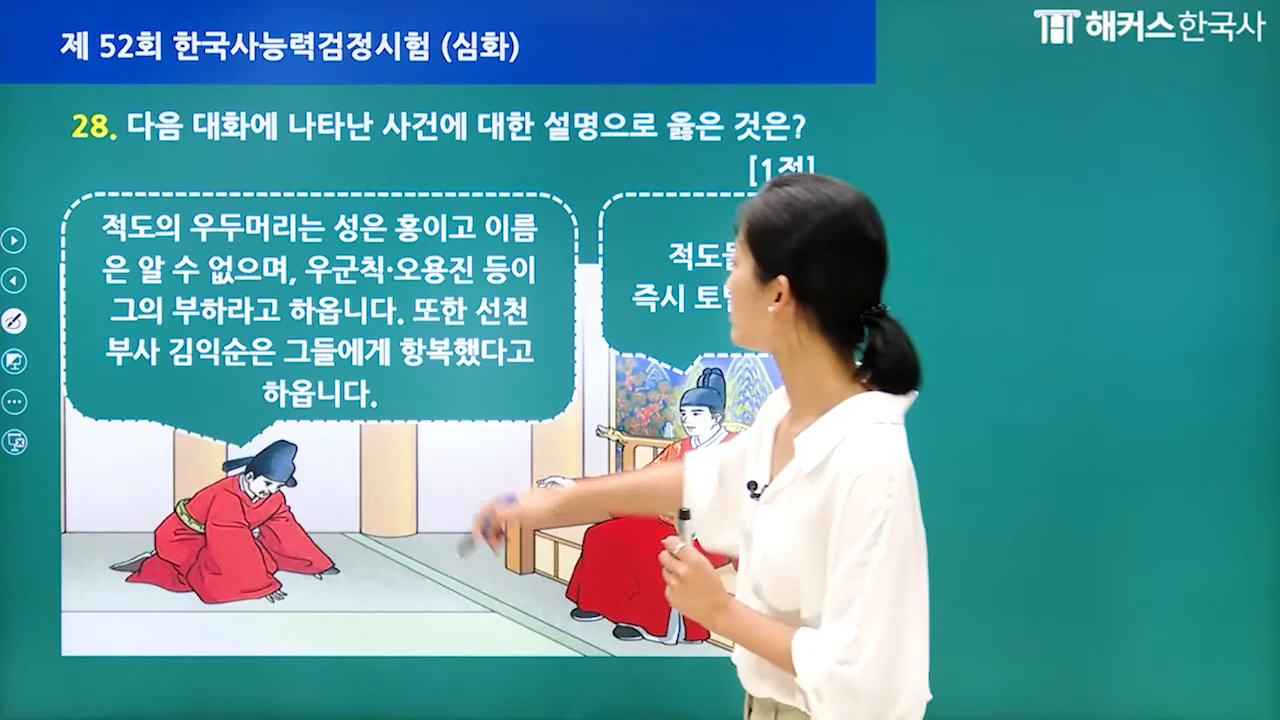 제 52회 한국사능력검정시험 (심화)
해커스한국사
28. 다음 대화에 나타난 사건에 대한 설명으로 옳은 것은?
[1점]
적도의 우두머리는 성은 홍이고 이름
은 알 수 없으며, 우군칙·오용진 등이
그의 부하라고 하옵니다. 또한 선천
부사 김익순은 그들에게 항복했다고
하옵니다.
즉시